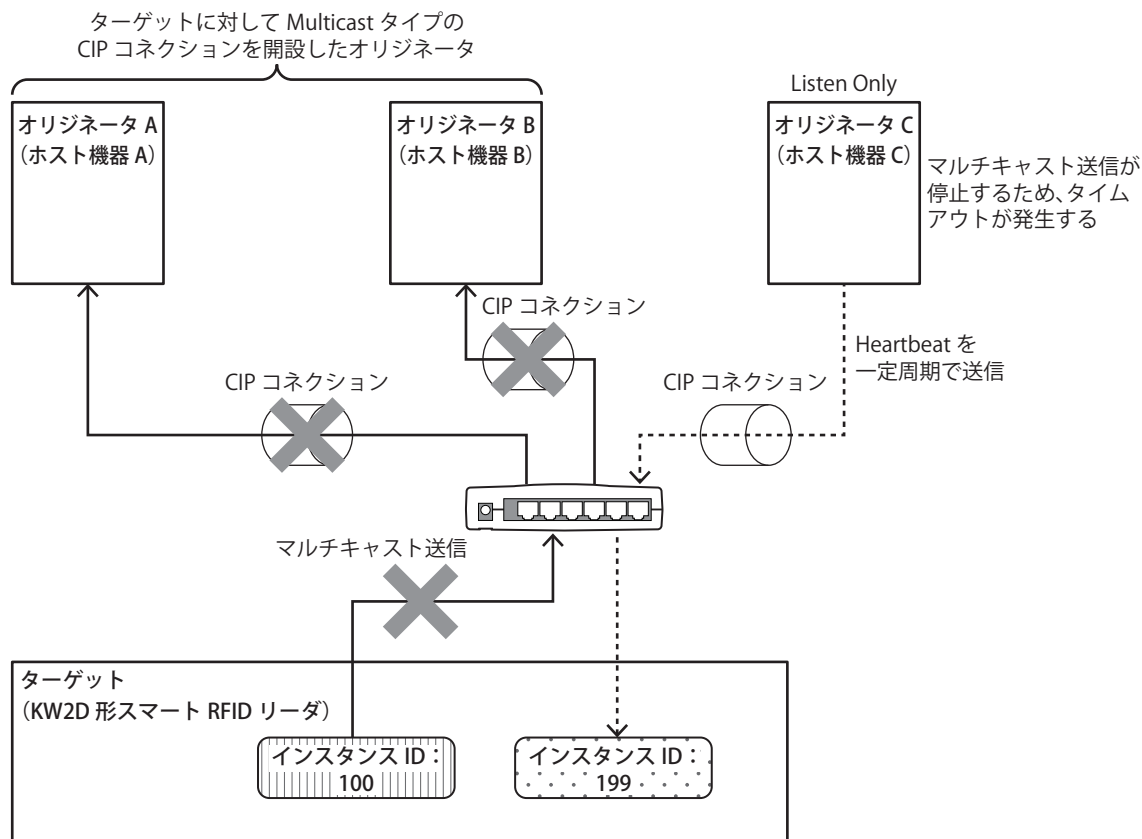 ターゲットに対して Multicast タイプの
CIP コネクションを開設したオリジネータ
Listen Only
オリジネータ A
（ホスト機器 A）
オリジネータ B
（ホスト機器 B）
オリジネータ C
（ホスト機器 C）
マルチキャスト送信が
停止するため、タイム
アウトが発生する
CIP コネクション
Heartbeat を
一定周期で送信
CIP コネクション
CIP コネクション
マルチキャスト送信
ターゲット
（KW2D 形スマート RFID リーダ）
インスタンス ID：
100
インスタンス ID：
199